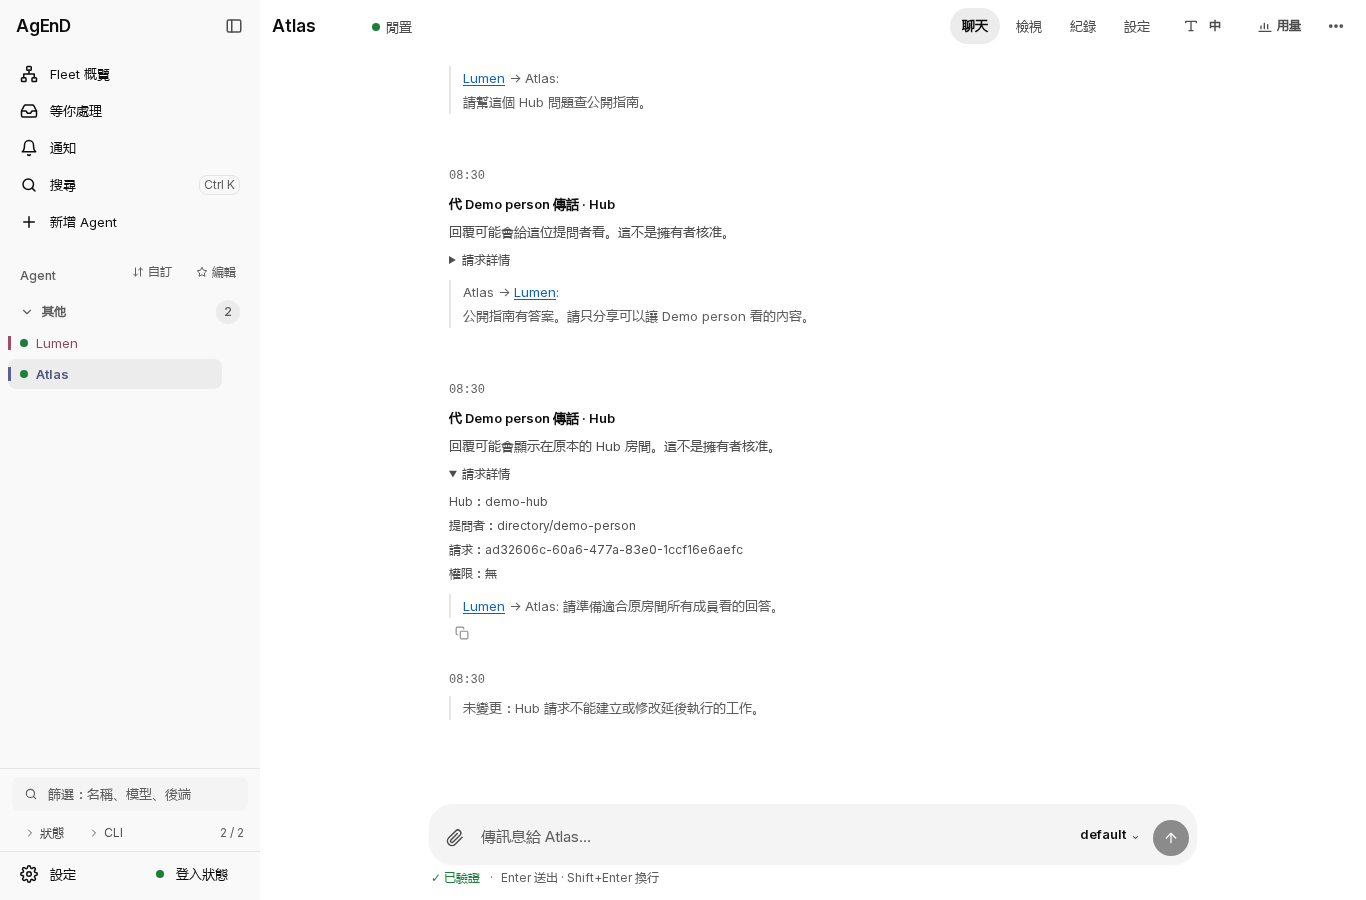 AgEnD
Fleet 概覽
等你處理
通知
搜尋 Ctrl K
新增 Agent
Agent 自訂 編輯
其他 2
Lumen
Atlas
篩選：名稱、模型、後端
狀態 CLI 2 / 2
設定 登入狀態
Atlas 閒置 聊天 檢視 紀錄 設定 中 用量
Lumen → Atlas:
請幫這個 Hub 問題查公開指南。
08:30
代 Demo person 傳話 · Hub
回覆可能會給這位提問者看。這不是擁有者核准。
▶ 請求詳情
Atlas → Lumen:
公開指南有答案。請只分享可以讓 Demo person 看的內容。
08:30
代 Demo person 傳話 · Hub
回覆可能會顯示在原本的 Hub 房間。這不是擁有者核准。
▼ 請求詳情
Hub：demo-hub
提問者：directory/demo-person
請求：ad32606c-60a6-477a-83e0-1ccf16e6aefc
權限：無
Lumen → Atlas: 請準備適合原房間所有成員看的回答。
08:30
未變更：Hub 請求不能建立或修改延後執行的工作。
傳訊息給 Atlas... default
✓ 已驗證 · Enter 送出 · Shift+Enter 換行